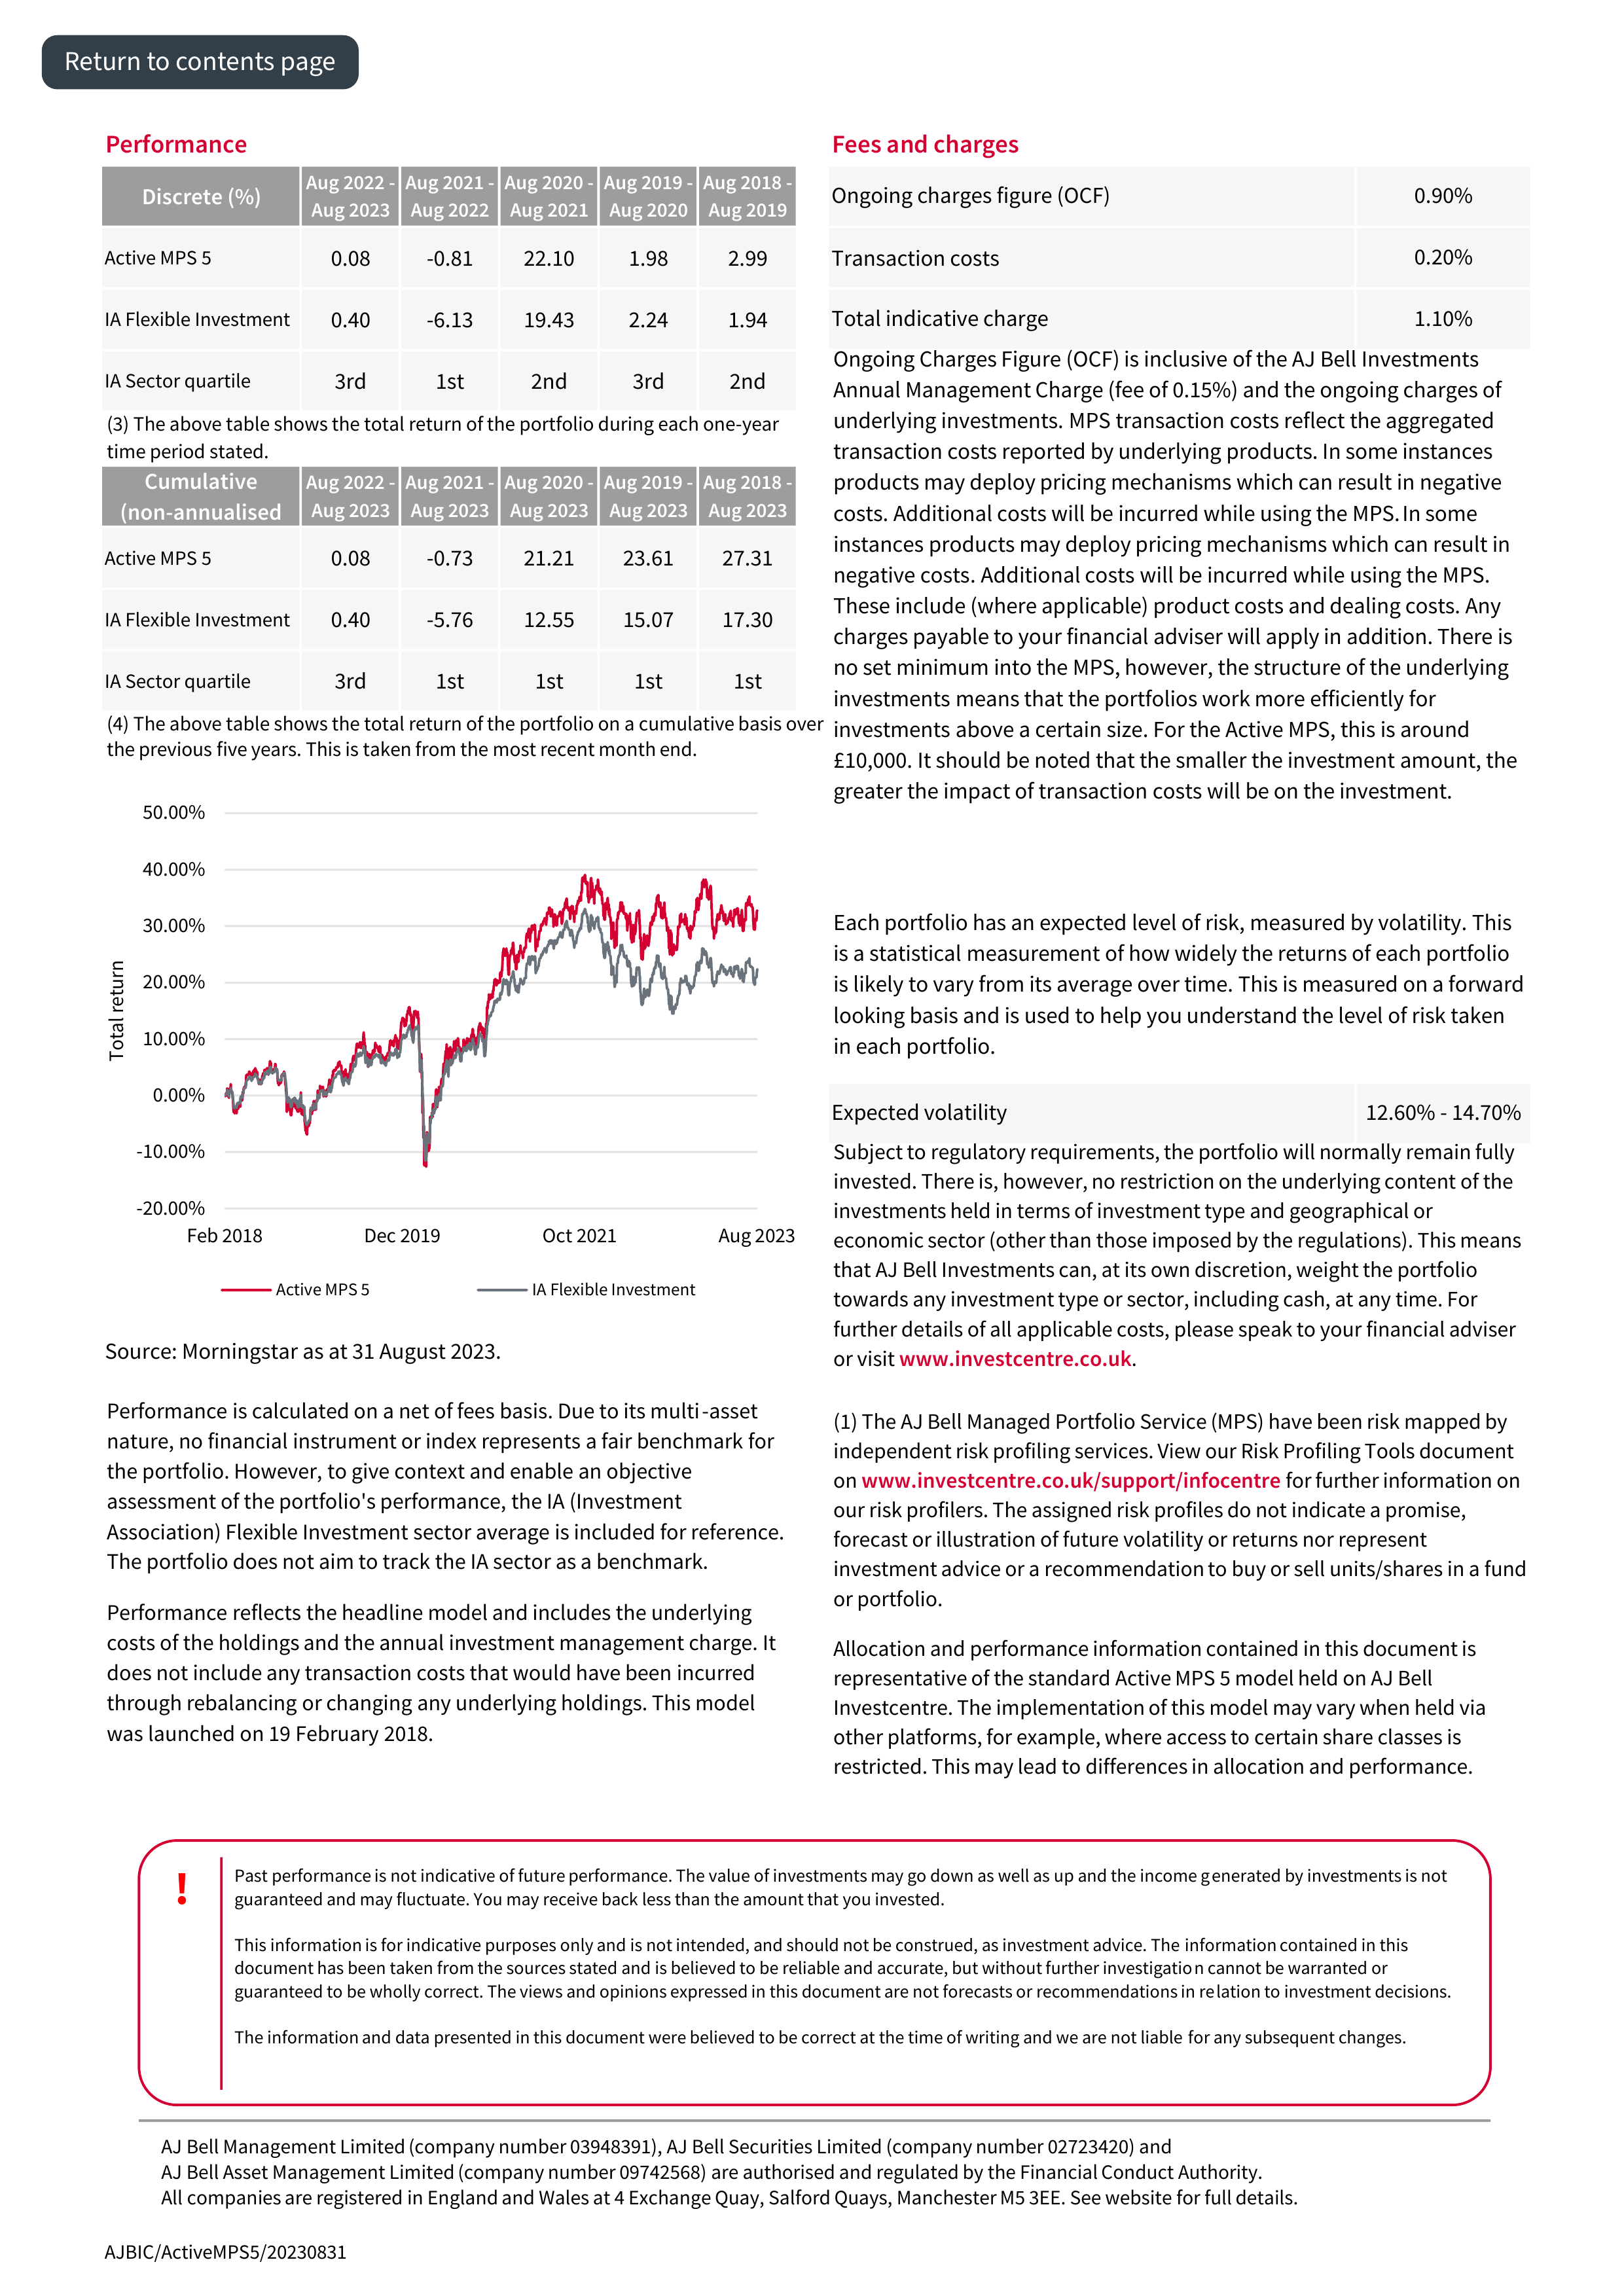 Return to contents page
Performance
Discrete (%) Aug 2022 - Aug 2023 Aug 2021 - Aug 2022 Aug 2020 - Aug 2021 Aug 2019 - Aug 2020 Aug 2018 - Aug 2019
Active MPS 5 0.08 -0.81 22.10 1.98 2.99
IA Flexible Investment 0.40 -6.13 19.43 2.24 1.94
IA Sector quartile 3rd 1st 2nd 3rd 2nd
(3) The above table shows the total return of the portfolio during each one-year
time period stated.
Cumulative (non-annualised Aug 2022 - Aug 2023 Aug 2021 - Aug 2023 Aug 2020 - Aug 2023 Aug 2019 - Aug 2023 Aug 2018 - Aug 2023
Active MPS 5 0.08 -0.73 21.21 23.61 27.31
IA Flexible Investment 0.40 -5.76 12.55 15.07 17.30
IA Sector quartile 3rd 1st 1st 1st 1st
(4) The above table shows the total return of the portfolio on a cumulative basis over
the previous five years. This is taken from the most recent month end.
Total return
50.00%
40.00%
30.00%
20.00%
10.00%
0.00%
-10.00%
-20.00%
Feb 2018 Dec 2019 Oct 2021 Aug 2023
Active MPS 5 IA Flexible Investment
Source: Morningstar as at 31 August 2023.
Performance is calculated on a net of fees basis. Due to its multi-asset
nature, no financial instrument or index represents a fair benchmark for
the portfolio. However, to give context and enable an objective
assessment of the portfolio's performance, the IA (Investment
Association) Flexible Investment sector average is included for reference.
The portfolio does not aim to track the IA sector as a benchmark.
Performance reflects the headline model and includes the underlying
costs of the holdings and the annual investment management charge. It
does not include any transaction costs that would have been incurred
through rebalancing or changing any underlying holdings. This model
was launched on 19 February 2018.
Fees and charges
Ongoing charges figure (OCF) 0.90%
Transaction costs 0.20%
Total indicative charge 1.10%
Ongoing Charges Figure (OCF) is inclusive of the AJ Bell Investments
Annual Management Charge (fee of 0.15%) and the ongoing charges of
underlying investments. MPS transaction costs reflect the aggregated
transaction costs reported by underlying products. In some instances
products may deploy pricing mechanisms which can result in negative
costs. Additional costs will be incurred while using the MPS. In some
instances products may deploy pricing mechanisms which can result in
negative costs. Additional costs will be incurred while using the MPS.
These include (where applicable) product costs and dealing costs. Any
charges payable to your financial adviser will apply in addition. There is
no set minimum into the MPS, however, the structure of the underlying
investments means that the portfolios work more efficiently for
investments above a certain size. For the Active MPS, this is around
£10,000. It should be noted that the smaller the investment amount, the
greater the impact of transaction costs will be on the investment.
Each portfolio has an expected level of risk, measured by volatility. This
is a statistical measurement of how widely the returns of each portfolio
is likely to vary from its average over time. This is measured on a forward
looking basis and is used to help you understand the level of risk taken
in each portfolio.
Expected volatility 12.60% - 14.70%
Subject to regulatory requirements, the portfolio will normally remain fully
invested. There is, however, no restriction on the underlying content of the
investments held in terms of investment type and geographical or
economic sector (other than those imposed by the regulations). This means
that AJ Bell Investments can, at its own discretion, weight the portfolio
towards any investment type or sector, including cash, at any time. For
further details of all applicable costs, please speak to your financial adviser
or visit www.investcentre.co.uk.
(1) The AJ Bell Managed Portfolio Service (MPS) have been risk mapped by
independent risk profiling services. View our Risk Profiling Tools document
on www.investcentre.co.uk/support/infocentre for further information on
our risk profilers. The assigned risk profiles do not indicate a promise,
forecast or illustration of future volatility or returns nor represent
investment advice or a recommendation to buy or sell units/shares in a fund
or portfolio.
Allocation and performance information contained in this document is
representative of the standard Active MPS 5 model held on AJ Bell
Investcentre. The implementation of this model may vary when held via
other platforms, for example, where access to certain share classes is
restricted. This may lead to differences in allocation and performance.
!
Past performance is not indicative of future performance. The value of investments may go down as well as up and the income generated by investments is not
guaranteed and may fluctuate. You may receive back less than the amount that you invested.
This information is for indicative purposes only and is not intended, and should not be construed, as investment advice. The information contained in this
document has been taken from the sources stated and is believed to be reliable and accurate, but without further investigation cannot be warranted or
guaranteed to be wholly correct. The views and opinions expressed in this document are not forecasts or recommendations in relation to investment decisions.
The information and data presented in this document were believed to be correct at the time of writing and we are not liable for any subsequent changes.
AJ Bell Management Limited (company number 03948391), AJ Bell Securities Limited (company number 02723420) and
AJ Bell Asset Management Limited (company number 09742568) are authorised and regulated by the Financial Conduct Authority.
All companies are registered in England and Wales at 4 Exchange Quay, Salford Quays, Manchester M5 3EE. See website for full details.
AJBIC/ActiveMPS5/20230831